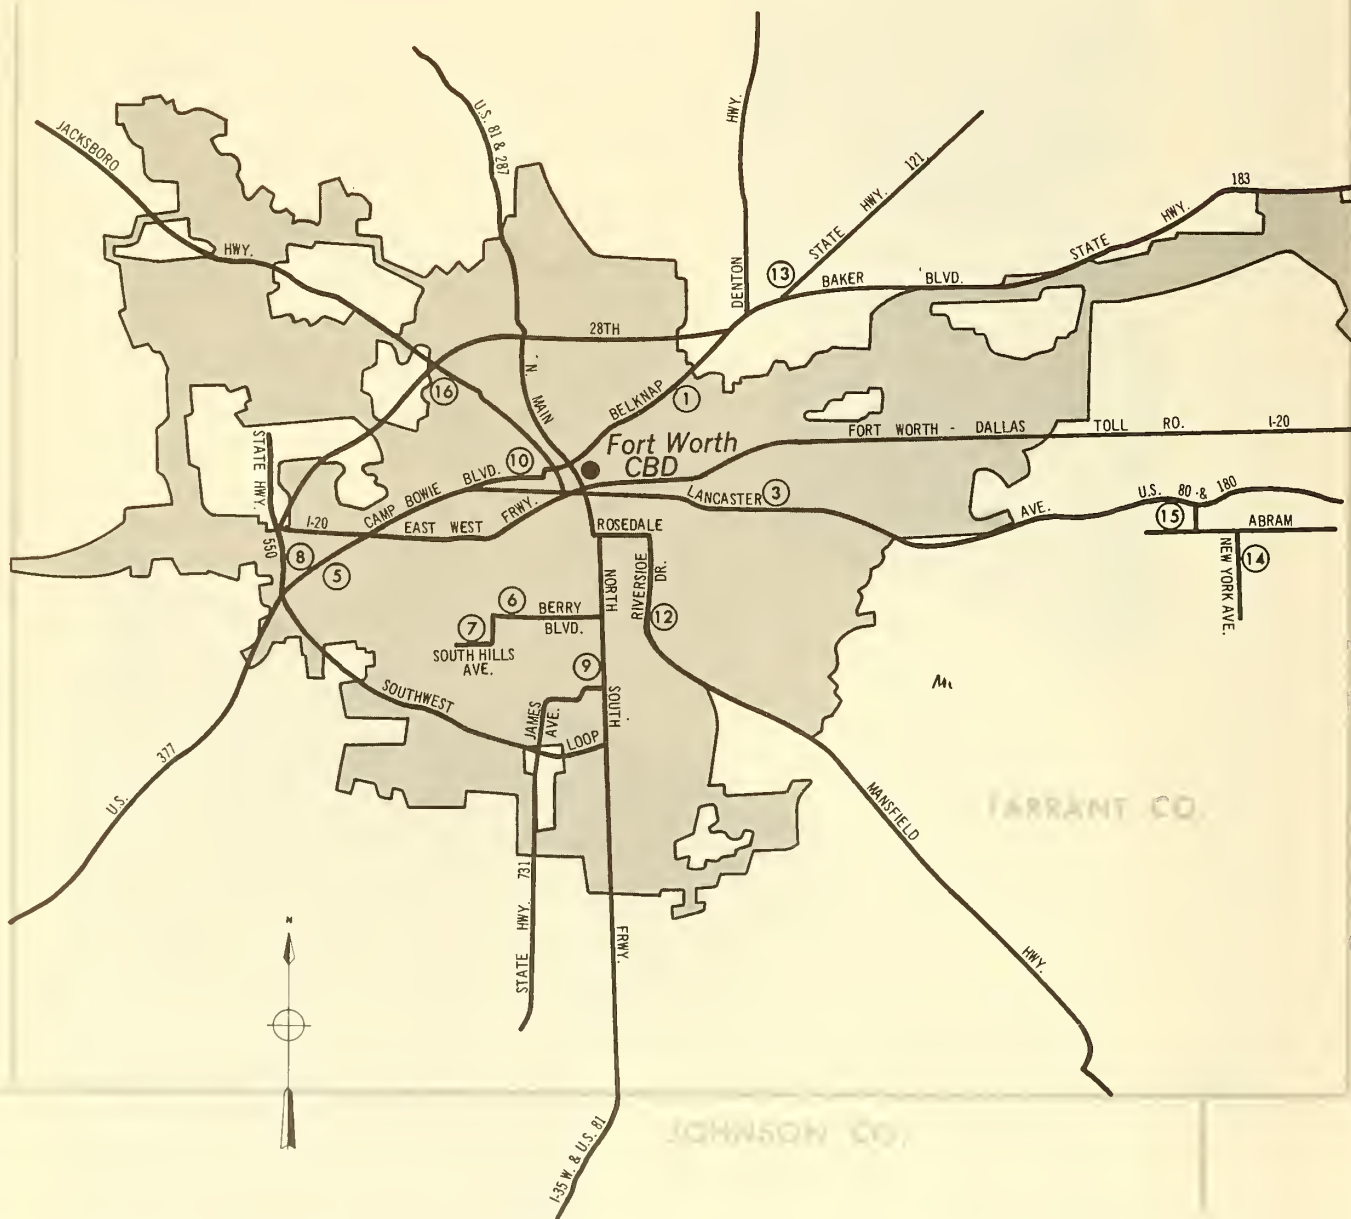 JACKSBORO
HWY.
U.S. 81 & 287
DENTON
HWY.
STATE
HWY.
121
STATE
HWY.
183
13
BAKER
BLVD.
28TH
N.
MAIN
16
BELKNAP
1
Fort Worth
CBD
FORT WORTH - DALLAS
TOLL RD.
I-20
STATE HWY.
550
10
CAMP BOWIE BLVD.
LANCASTER
3
AVE.
U.S. 80 & 180
15
ABRAM
I-20
EAST WEST
FRWY.
ROSEDALE
8
5
NORTH
RIVERSIDE
DR.
NEW YORK AVE.
14
6
BERRY
BLVD.
12
7
SOUTH HILLS
AVE.
9
SOUTHWEST
LOOP
JAMES
AVE.
SOUTH
U.S.
377
MANSFIELD
HWY.
TARRANT CO.
STATE HWY. 731
FRWY.
N
JOHNSON CO.
I-35 W. & U.S. 81